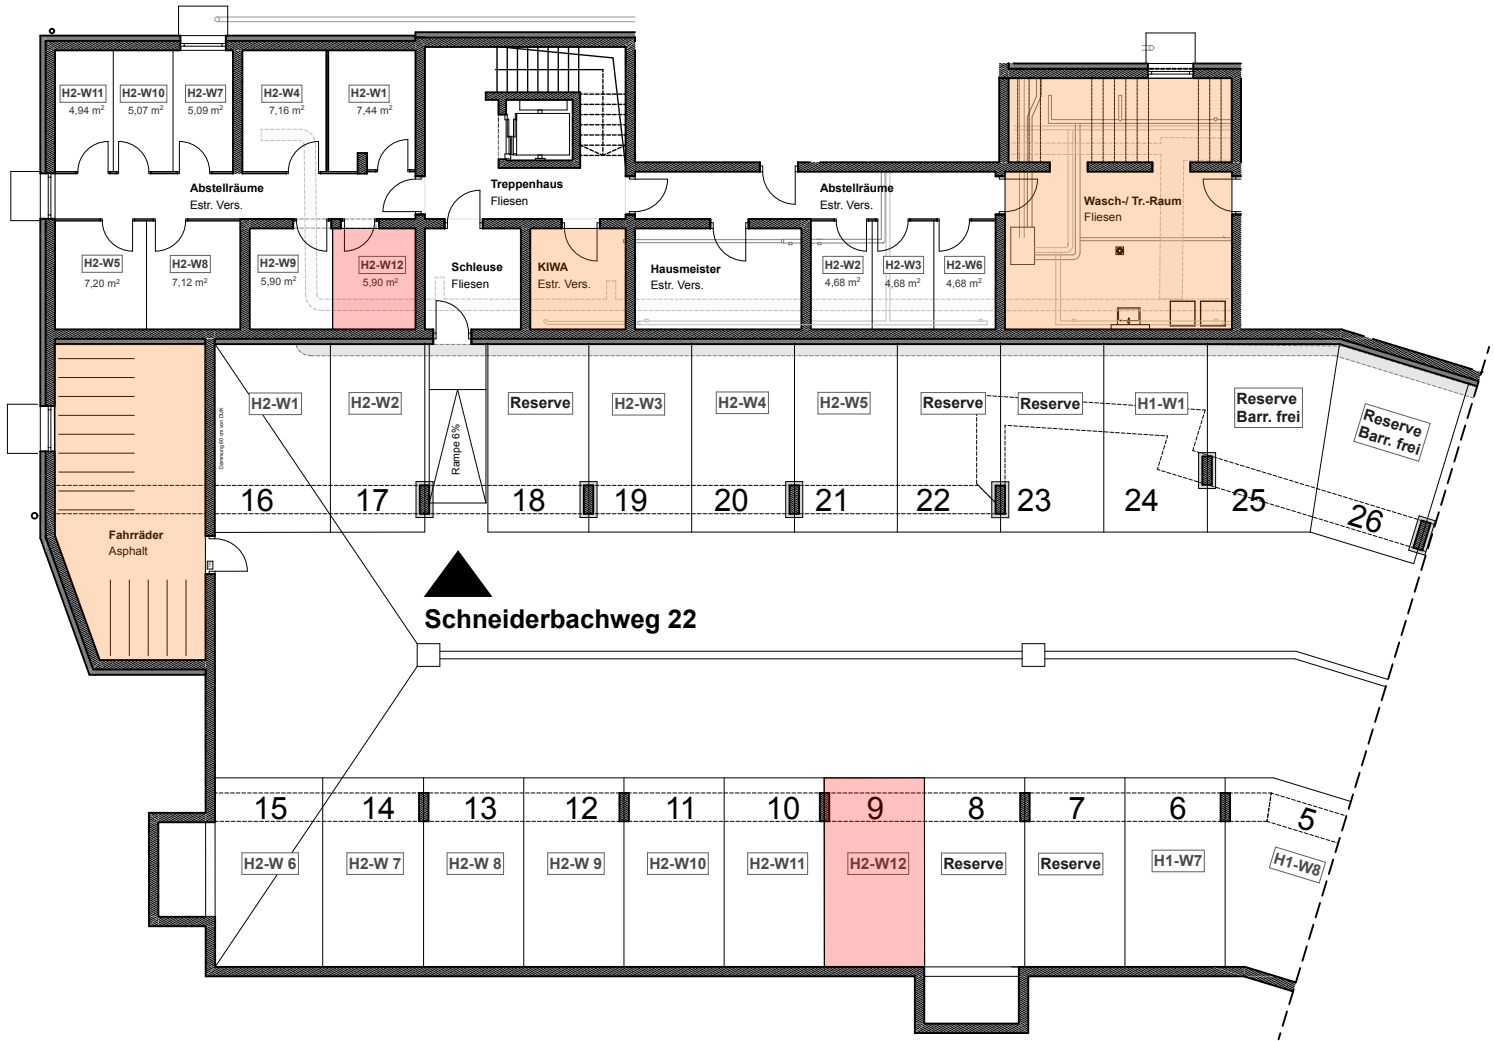 H2-W11
4,94 m²
H2-W10
5,07 m²
H2-W7
5,09 m²
H2-W4
7,16 m²
H2-W1
7,44 m²
Abstellräume
Estr. Vers.
Treppenhaus
Fliesen
Abstellräume
Estr. Vers.
Wasch-/ Tr.-Raum
Fliesen
H2-W5
7,20 m²
H2-W8
7,12 m²
H2-W9
5,90 m²
H2-W12
5,90 m²
Schleuse
Fliesen
KIWA
Estr. Vers.
Hausmeister
Estr. Vers.
H2-W2
4,68 m²
H2-W3
4,68 m²
H2-W6
4,68 m²
H2-W1
H2-W2
Rampe 6%
Reserve
H2-W3
H2-W4
H2-W5
Reserve
Reserve
H1-W1
Reserve
Barr. frei
Reserve
Barr. frei
16
17
18
19
20
21
22
23
24
25
26
Fahrräder
Asphalt
Schneiderbachweg 22
15
14
13
12
11
10
9
8
7
6
5
H2-W 6
H2-W 7
H2-W 8
H2-W 9
H2-W10
H2-W11
H2-W12
Reserve
Reserve
H1-W7
H1-W8